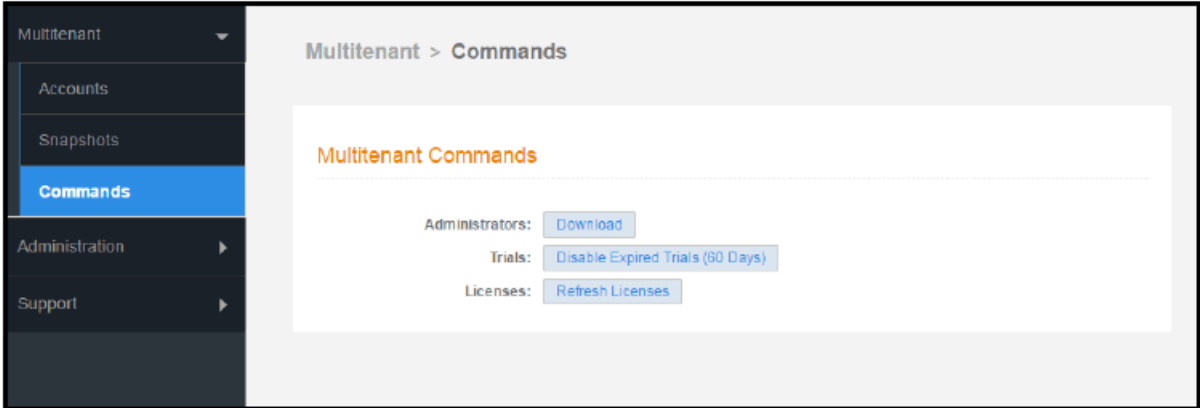 Multitenant
Accounts
Snapshots
Commands
Administration
Support
Multitenant > Commands
Multitenant Commands
Administrators: Download
Trials: Disable Expired Trials (60 Days)
Licenses: Refresh Licenses